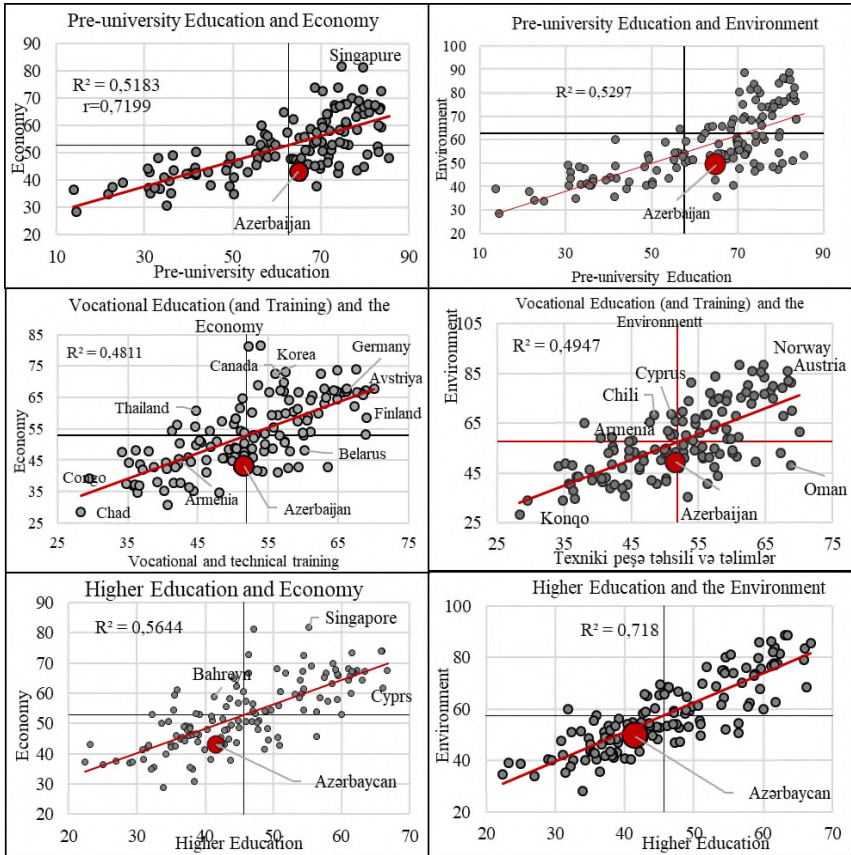 Pre-university Education and Economy
90
80
70
60
50
40
30
20
Economy
R² = 0,5183
r=0,7199
Singapure
Azerbaijan
10
30
50
70
90
Pre-university education
Pre-university Education and Environment
100
90
80
70
60
50
40
30
20
10
Environment
R² = 0,5297
Azerbaijan
10
30
50
70
90
Pre-university Education
Vocational Education (and Training) and the
Economy
85
75
65
55
45
35
25
Economy
R² = 0,4811
Canada
Korea
Germany
Avstriya
Thailand
Finland
Belarus
Congo
Armenia
Azerbaijan
Chad
25
35
45
55
65
75
Vocational and technical training
Vocational Education (and Training) and the
Environmentt
105
85
65
45
25
Environment
R² = 0,4947
Norway
Austria
Cyprus
Chili
Armenia
Oman
Konqo
Azerbaijan
25
35
45
55
65
75
Texniki peşə təhsili və təlimlər
Higher Education and Economy
90
80
70
60
50
40
30
20
Economy
R² = 0,5644
Singapore
Bahreyn
Cyprs
Azərbaycan
20
30
40
50
60
70
Higher Education
Higher Education and the Environment
100
80
60
40
20
Environment
R² = 0,718
Azərbaycan
20
30
40
50
60
70
Higher Education